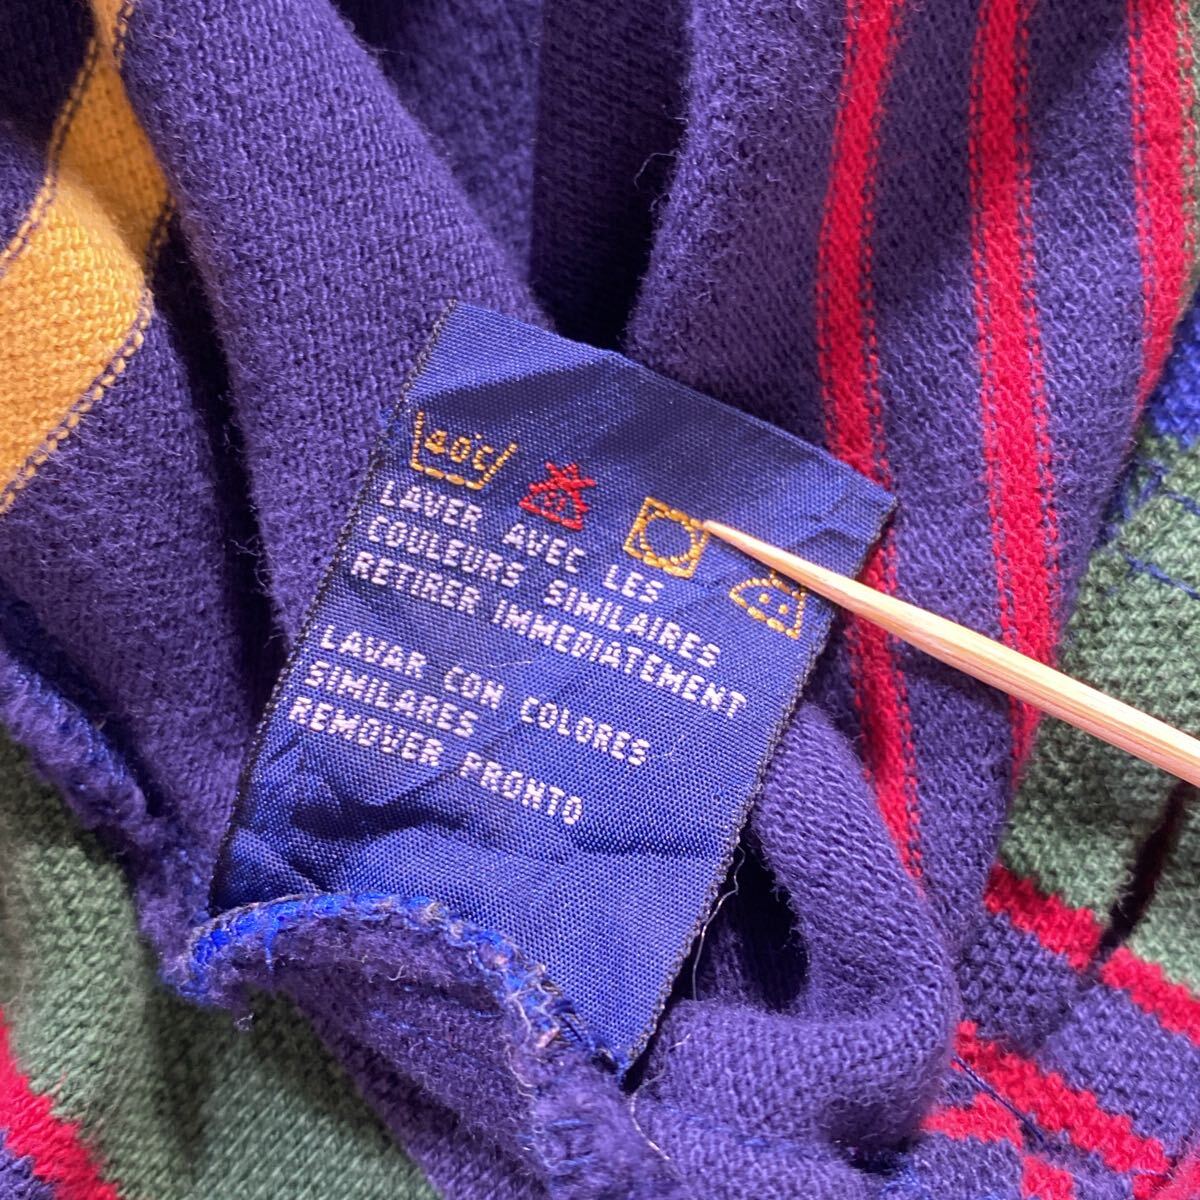 40°C
LAVER AVEC LES
COULEURS SIMILAIRES
RETIRER IMMEDIATEMENT
LAVAR CON COLORES
SIMILARES
REMOVER PRONTO